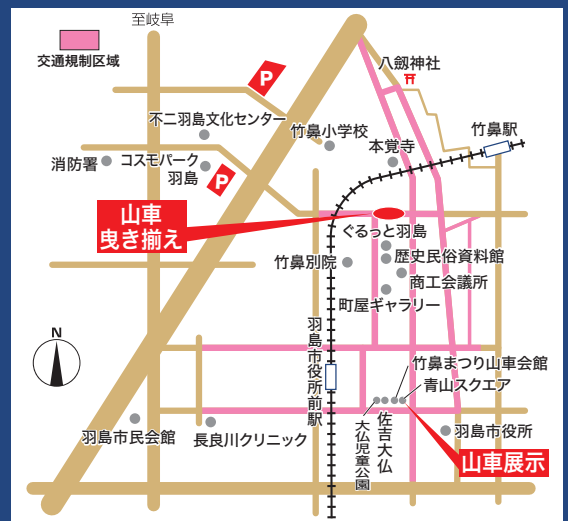 至岐阜
交通規制区域
八劔神社
P
不二羽島文化センター
竹鼻小学校
竹鼻駅
本覚寺
消防署
コスモパーク
羽島
P
山車
曳き揃え
ぐるっと羽島
竹鼻別院
歴史民俗資料館
商工会議所
町屋ギャラリー
羽島市役所前駅
N
竹鼻まつり山車会館
青山スクエア
佐吉大仏
大仏児童公園
羽島市民会館
長良川クリニック
羽島市役所
山車展示